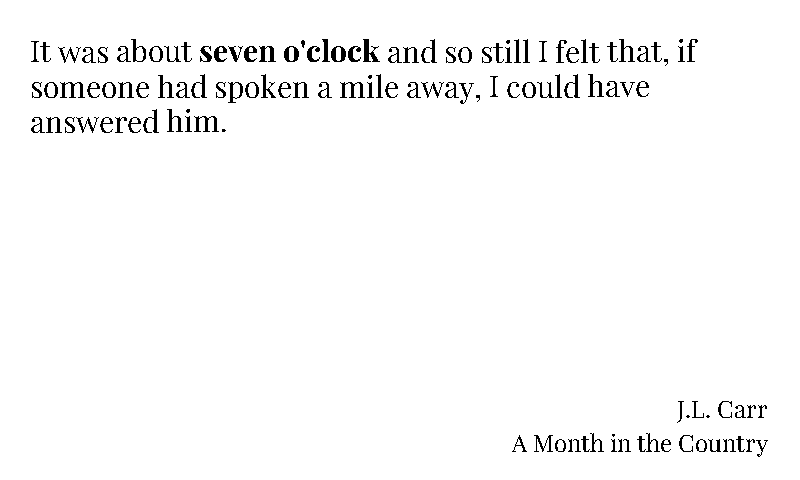 It was about seven o'clock and so still I felt that, if
someone had spoken a mile away, I could have
answered him.
J.L. Carr
A Month in the Country